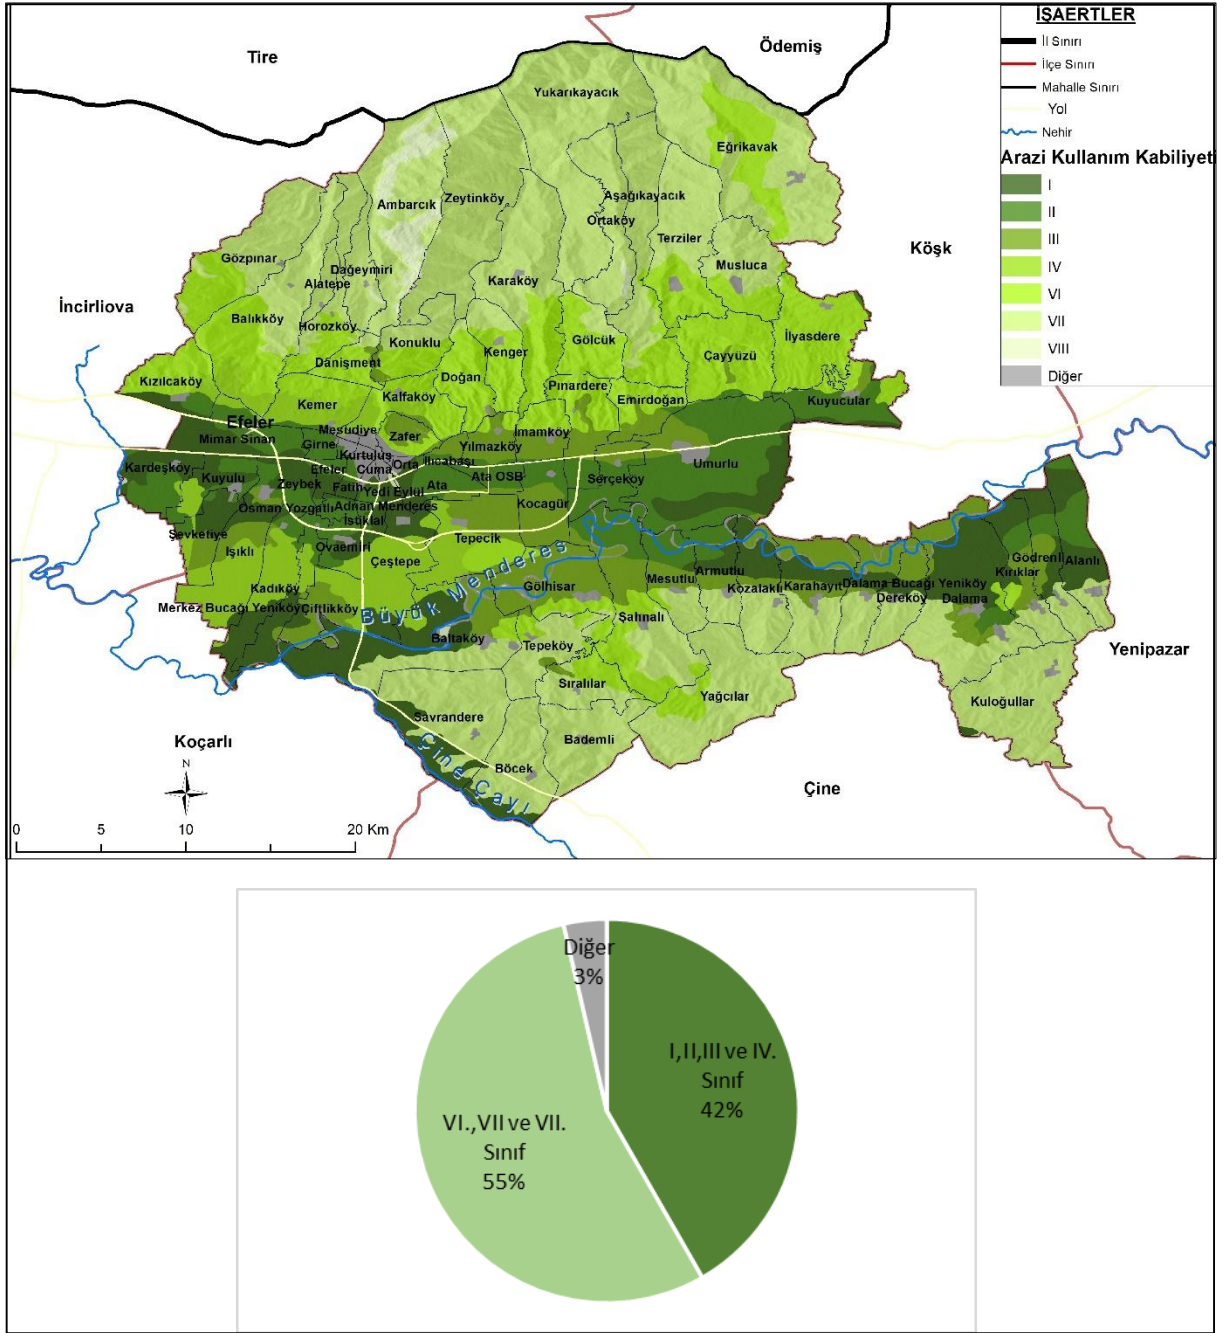 İŞAERTLER
İl Sınırı
İlçe Sınırı
Mahalle Sınırı
Yol
Nehir
Arazi Kullanım Kabiliyeti
I
II
III
IV
VI
VII
VIII
Diğer
Tire
Ödemiş
Köşk
İncirliova
Koçarlı
Çine
Yenipazar
Yukarıkayacık
Eğrikavak
Ambarcık
Zeytinköy
Aşağıkayacık
Ortaköy
Terziler
Musluca
Gözpınar
Dağeymiri
Alatepe
Karaköy
Balıkköy
Horozköy
Konuklu
Gölcük
İlyasdere
Danişment
Kenger
Çayyüzü
Kızılcaköy
Doğan
Pınardere
Kemer
Kalfaköy
Emirdoğan
Kuyucular
Efeler
Mimar Sinan
Mesudiye
Girne
Zafer
İmamköy
Yılmazköy
Kurtuluş
Ilıcabaşı
Umurlu
Kardeşköy
Efeler
Cuma
Orta
Kuyulu
Zeybek
Fatih
Yedi Eylül
Ata
Ata OSB
Serçeköy
Osman Yozgatlı
Adnan Menderes
İstiklal
Kocagür
Şevketiye
Işıklı
Ovaemiri
Tepecik
Çeştepe
Kadıköy
Büyük Menderes
Gölhisar
Mesutlu
Armutlu
Kozalaklı
Karahayıt
Dalama Bucağı Yeniköy
Dereköy
Dalama
Gödrenli
Kırıklar
Alanlı
Merkez Bucağı Yeniköy
Çiftlikköy
Şahnalı
Baltaköy
Tepeköy
Sıralılar
Yağcılar
Kuloğullar
Savrandere
Bademli
Böcek
Çine Çayı
N
0 5 10 20 Km
Diğer
3%
I,II,III ve IV.
Sınıf
42%
VI.,VII ve VII.
Sınıf
55%